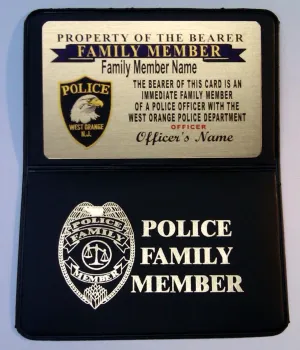 PROPERTY OF THE BEARER
FAMILY MEMBER
Family Member Name
POLICE
WEST ORANGE
N.J.
THE BEARER OF THIS CARD IS AN
IMMEDIATE FAMILY MEMBER
OF A POLICE OFFICER WITH THE
WEST ORANGE POLICE DEPARTMENT
OFFICER
Officer's Name
POLICE
FAMILY
MEMBER
POLICE
FAMILY
MEMBER